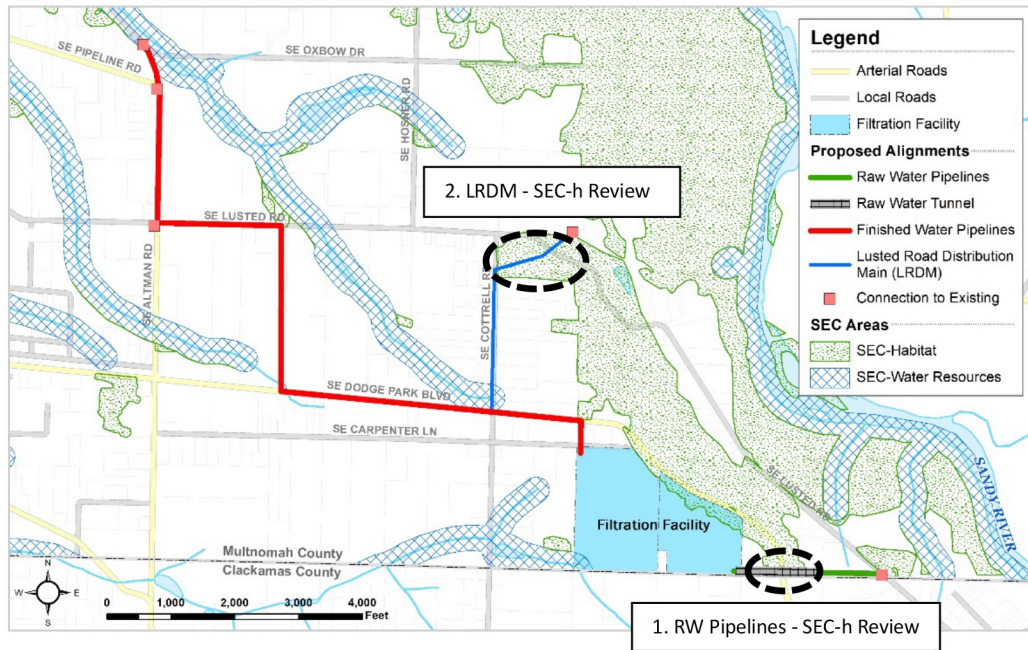 SE OXBOW DR
SE PIPELINE RD
SE HOSNER RD
2. LRDM - SEC-h Review
SE LUSTED RD
SE ALTMAN RD
SE COTTRELL R
SE DODGE PARK BLVD
SE CARPENTER LN
SE LUSTED RD
Filtration Facility
SANDY RIVER
Multnomah County
Clackamas County
N
W
E
S
0 1,000 2,000 3,000 4,000
Feet
1. RW Pipelines - SEC-h Review
Legend
Arterial Roads
Local Roads
Filtration Facility
Proposed Alignments
Raw Water Pipelines
Raw Water Tunnel
Finished Water Pipelines
Lusted Road Distribution
Main (LRDM)
Connection to Existing
SEC Areas
SEC-Habitat
SEC-Water Resources